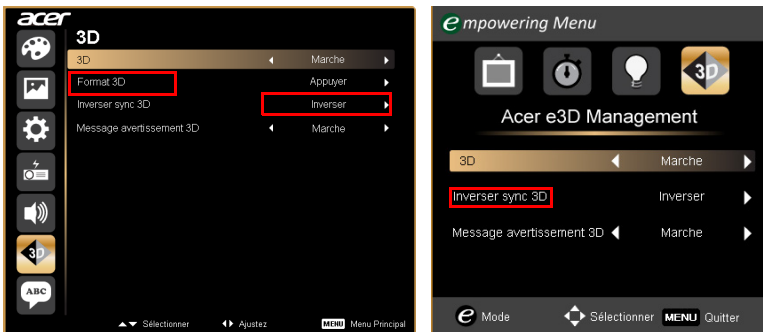 acer
3D
3D Marche
Format 3D Appuyer
Inverser sync 3D Inverser
Message avertissement 3D Marche
3D
ABC
Sélectionner Ajustez MENU Menu Principal
e mpowering Menu
3D
Acer e3D Management
3D Marche
Inverser sync 3D Inverser
Message avertissement 3D Marche
e Mode Sélectionner MENU Quitter